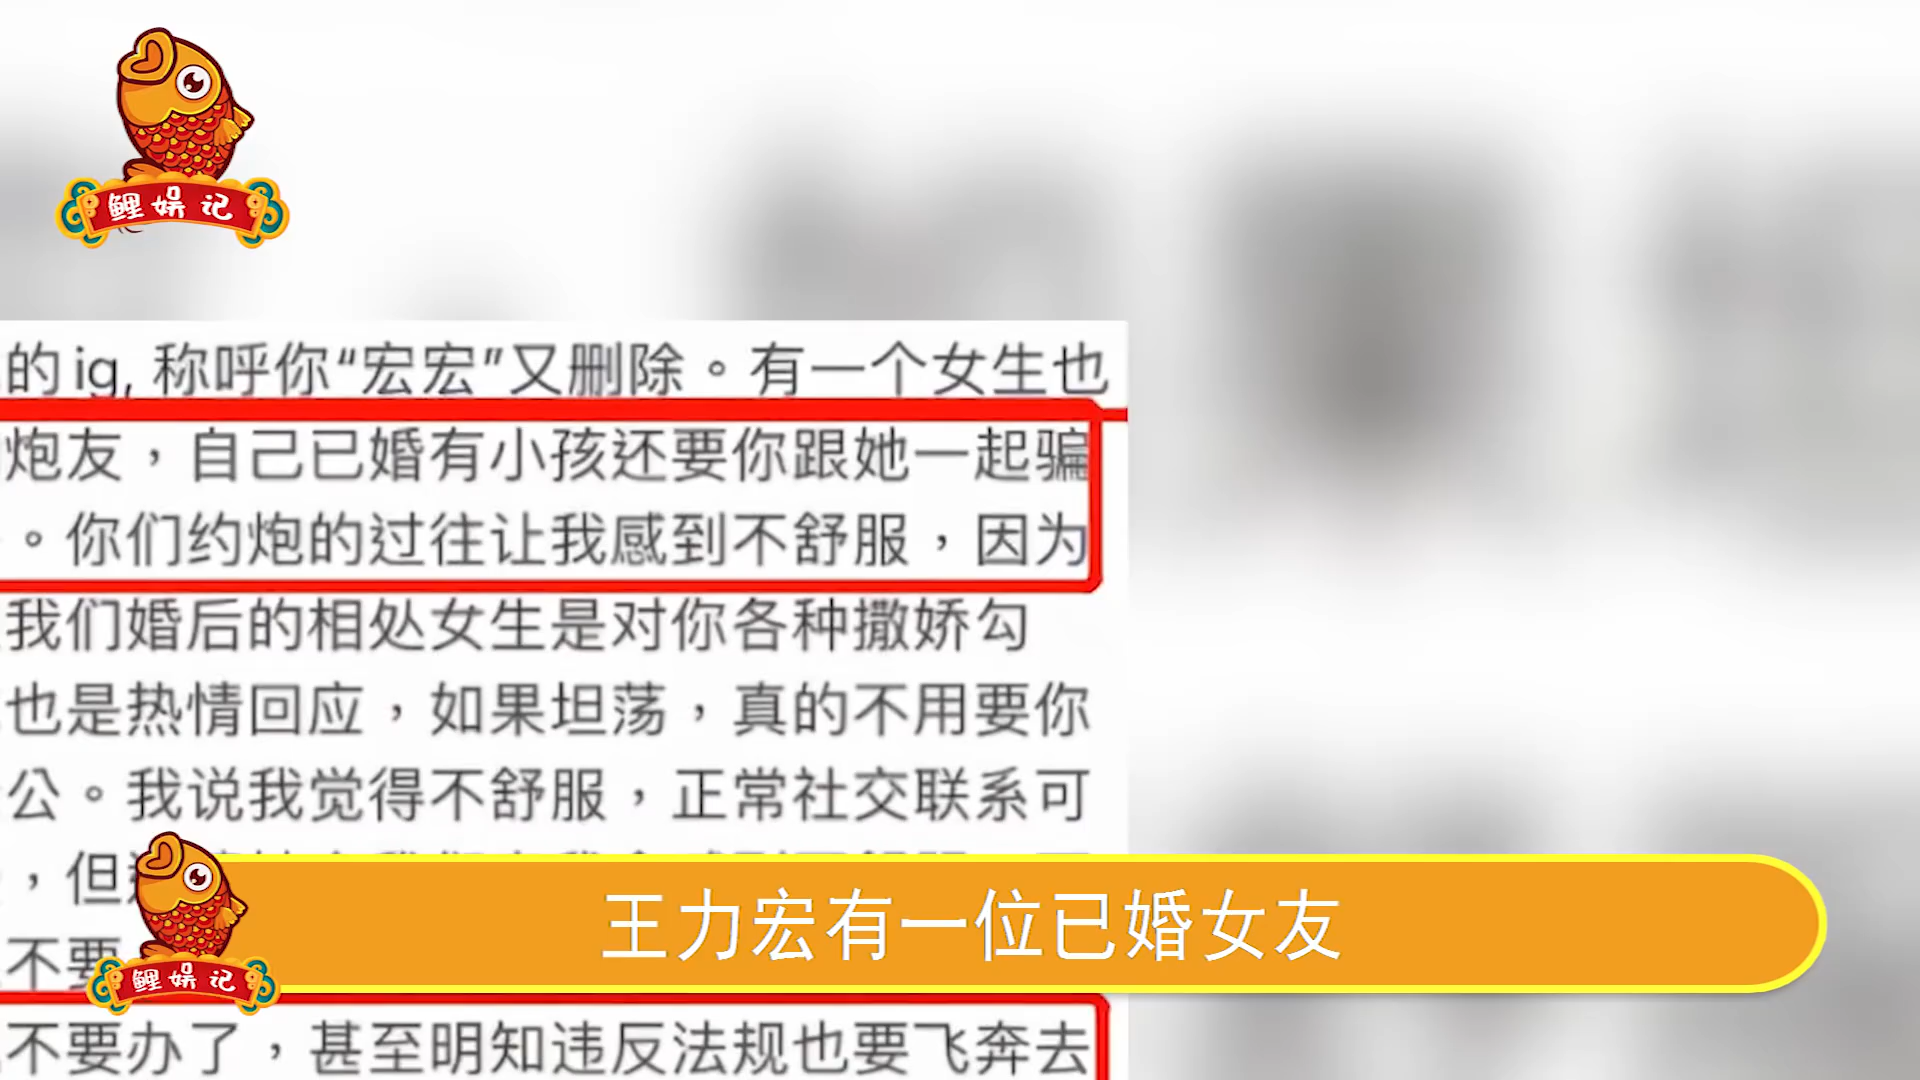 鲤娱记
的ig, 称呼你“宏宏”又删除。有一个女生也
炮友，自己已婚有小孩还要你跟她一起骗
。你们约炮的过往让我感到不舒服，因为
我们婚后的相处女生是对你各种撒娇勾
也是热情回应，如果坦荡，真的不用要你
公。我说我觉得不舒服，正常社交联系可
，但
王力宏有一位已婚女友
不要
鲤娱记
不要办了，甚至明知违反法规也要飞奔去